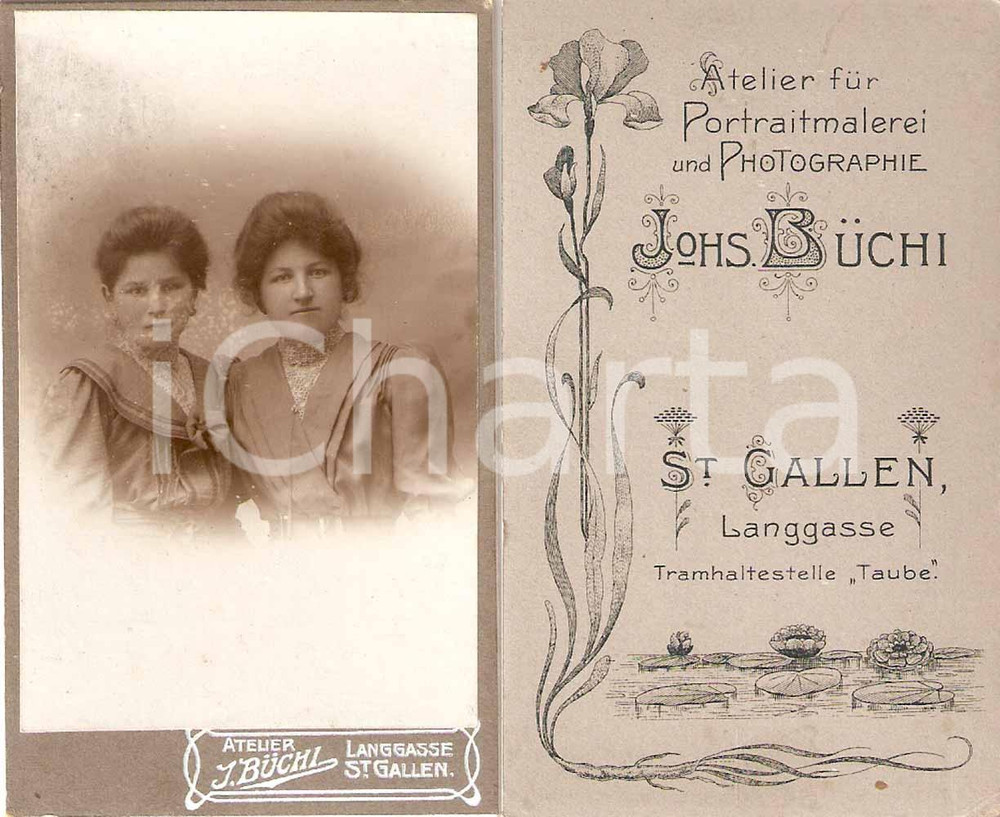 ATELIER
J. BÜCHI
LANGGASSE
ST. GALLEN.
Atelier für
Portraitmalerei
und PHOTOGRAPHIE
JOHS. BÜCHI
ST. GALLEN,
Langgasse
Tramhaltestelle „Taube“.
iCharta